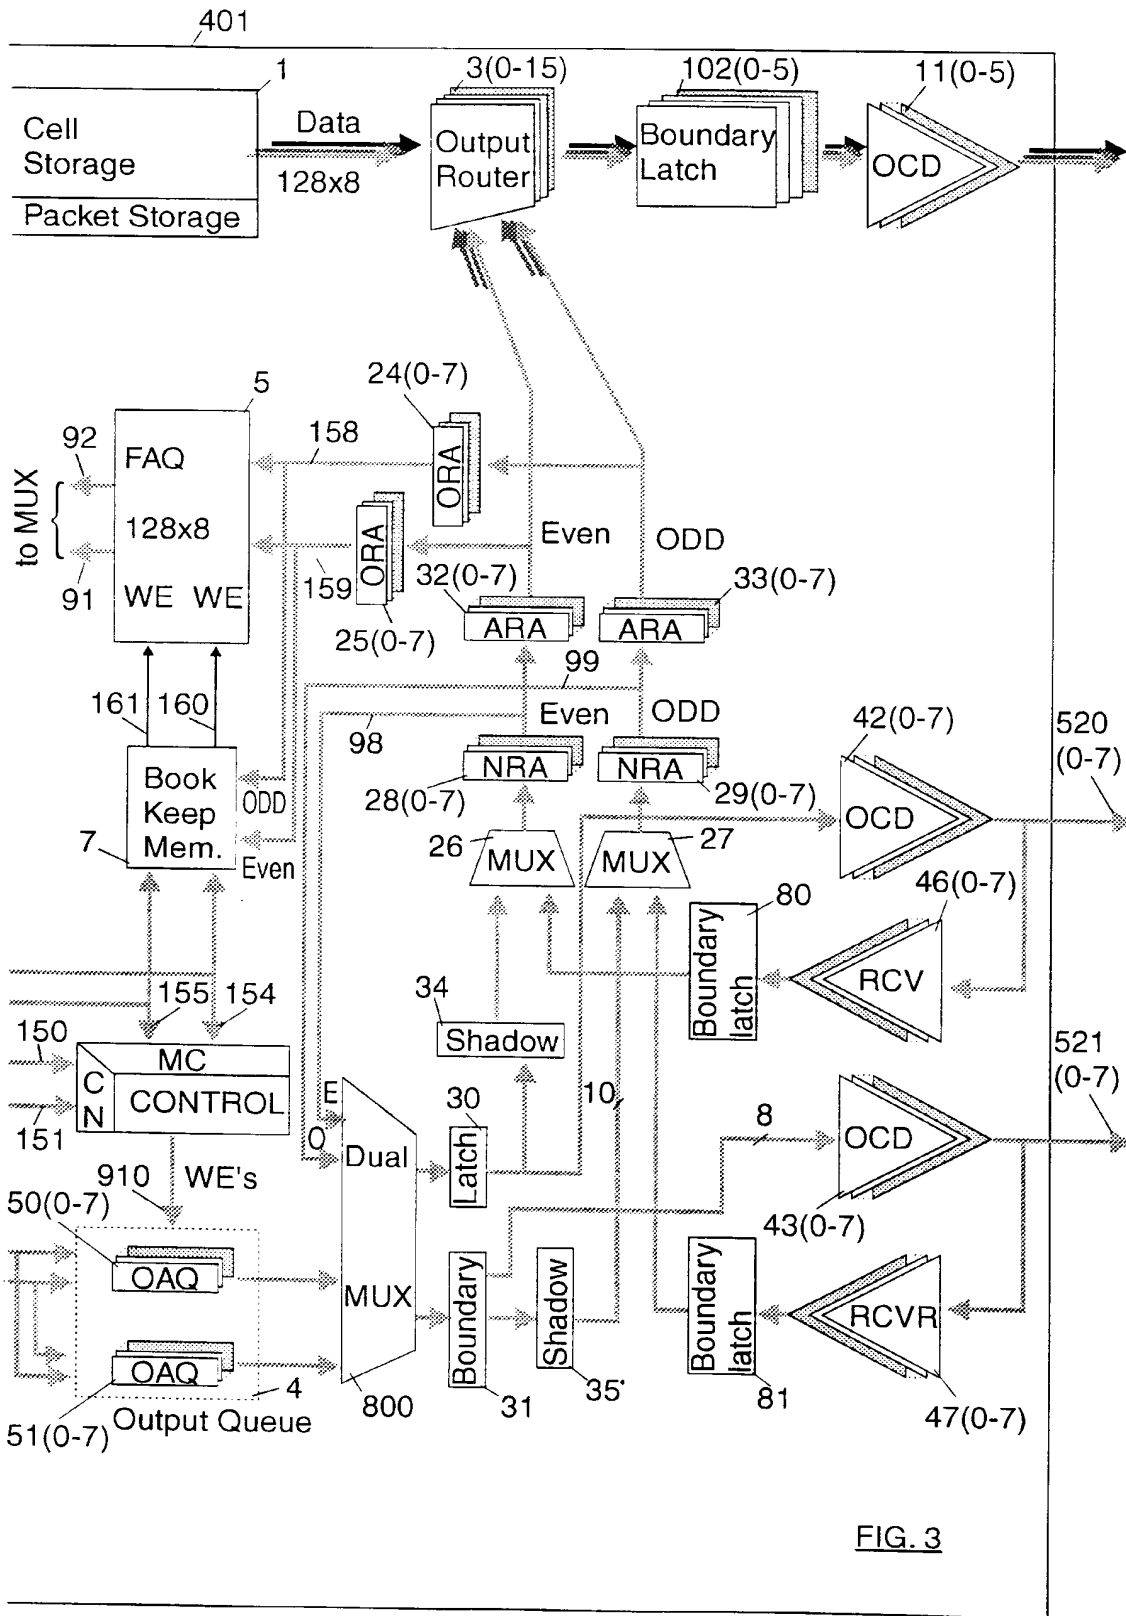 401
1
3(0-15)
102(0-5)
11(0-5)
Cell
Storage
Packet Storage
Data
128x8
Output
Router
Boundary
Latch
OCD
24(0-7)
5
92
158
FAQ
ORA
to MUX
128x8
Even
ODD
91
WE WE
159
ORA
32(0-7)
33(0-7)
25(0-7)
ARA
ARA
99
161
160
98
Even
ODD
42(0-7)
520
(0-7)
NRA
NRA
Book
Keep
Mem.
ODD
28(0-7)
29(0-7)
OCD
7
Even
26
MUX
MUX
27
80
46(0-7)
Boundary
latch
RCV
155
154
34
Shadow
150
MC
521
(0-7)
C
N
CONTROL
151
E
O
30
10
8
OCD
Dual
Latch
910
WE's
50(0-7)
43(0-7)
OAQ
MUX
Boundary
Shadow
Boundary
latch
RCVR
OAQ
4
800
31
35'
81
47(0-7)
51(0-7)
Output Queue
FIG. 3